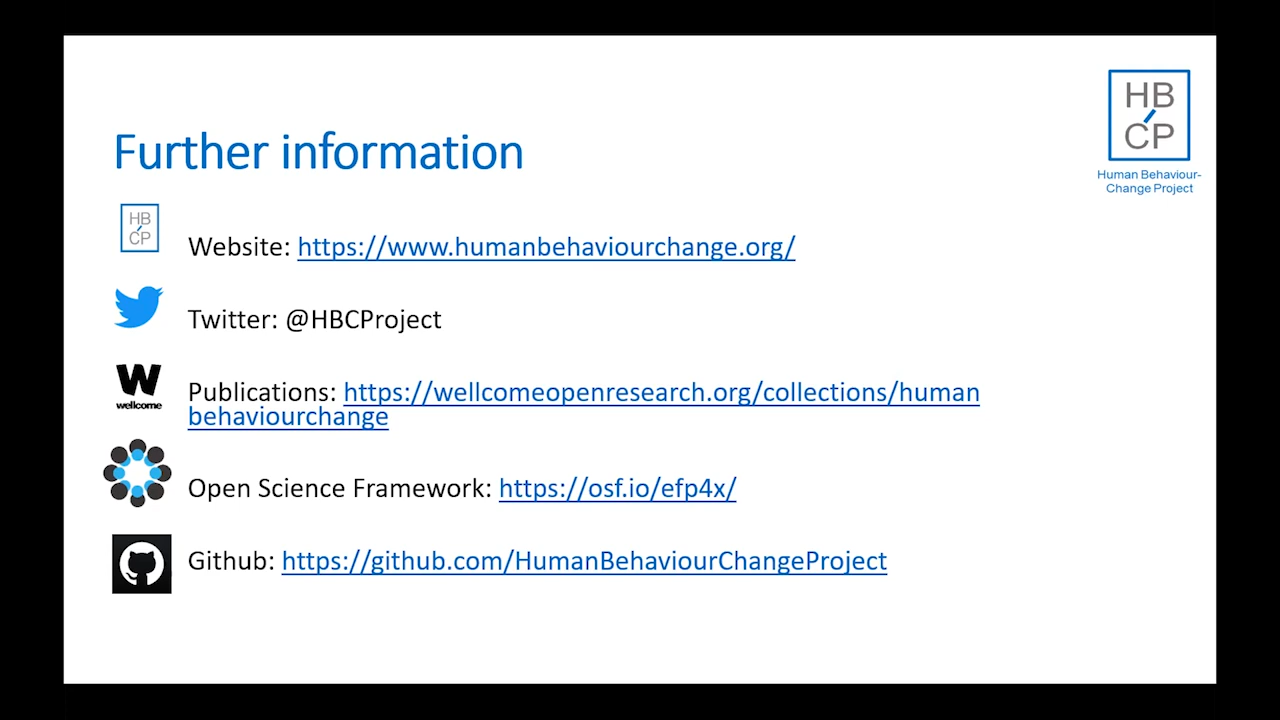 HB
CP
Human Behaviour-
Change Project
Further information
HB
CP
Website: https://www.humanbehaviourchange.org/
Twitter: @HBCProject
wellcome
Publications: https://wellcomeopenresearch.org/collections/human
behaviourchange
Open Science Framework: https://osf.io/efp4x/
Github: https://github.com/HumanBehaviourChangeProject